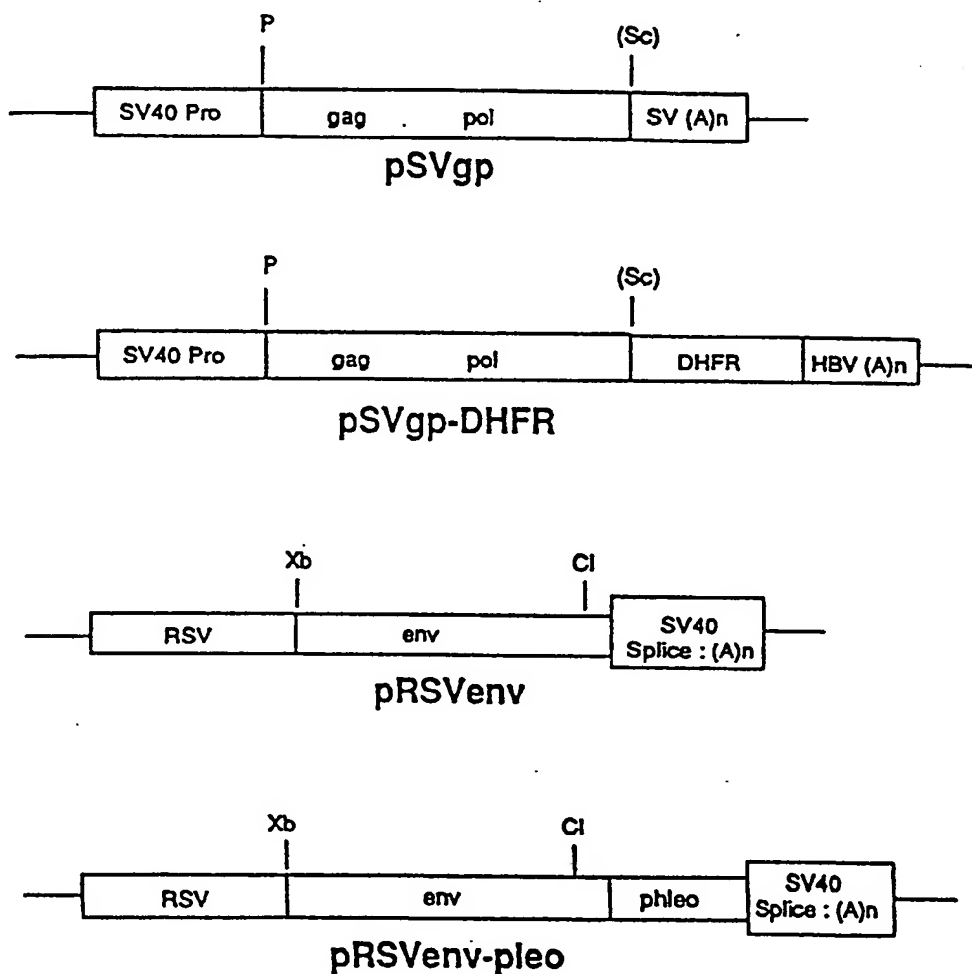 P (Sc)
SV40 Pro gag pol SV (A)n
pSVgp
P (Sc)
SV40 Pro gag pol DHFR HBV (A)n
pSVgp-DHFR
Xb Cl
RSV env SV40
Splice : (A)n
pRSVenv
Xb Cl
RSV env phleo SV40
Splice : (A)n
pRSVenv-pleo